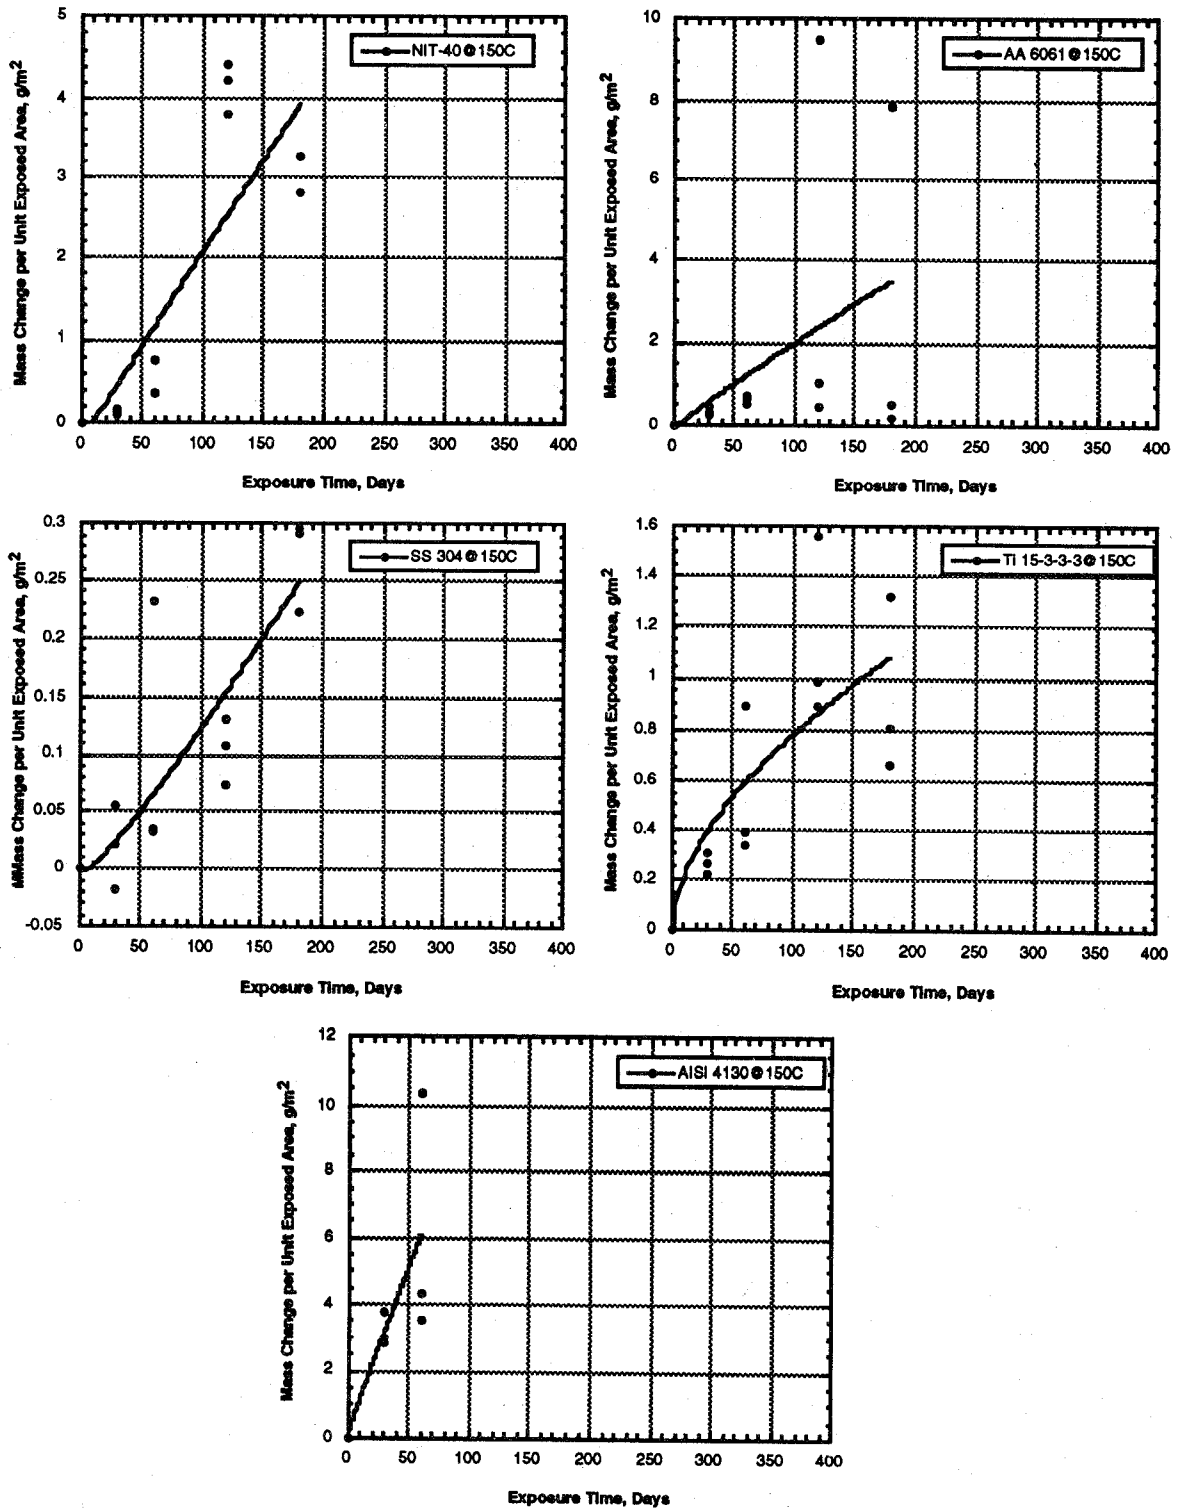 NIT-40@150C
Mass Change per Unit Exposed Area, g/m2
5
4
3
2
1
0
0 50 100 150 200 250 300 350 400
Exposure Time, Days
AA 6061@150C
Mass Change per Unit Exposed Area, g/m2
10
8
6
4
2
0
0 50 100 150 200 250 300 350 400
Exposure Time, Days
SS 304@150C
MMass Change per Unit Exposed Area, g/m2
0.3
0.25
0.2
0.15
0.1
0.05
0
-0.05
0 50 100 150 200 250 300 350 400
Exposure Time, Days
TI 15-3-3-3@150C
Mass Change per Unit Exposed Area, g/m2
1.6
1.4
1.2
1
0.8
0.6
0.4
0.2
0
0 50 100 150 200 250 300 350 400
Exposure Time, Days
AISI 4130@150C
Mass Change per Unit Exposed Area, g/m2
12
10
8
6
4
2
0
0 50 100 150 200 250 300 350 400
Exposure Time, Days